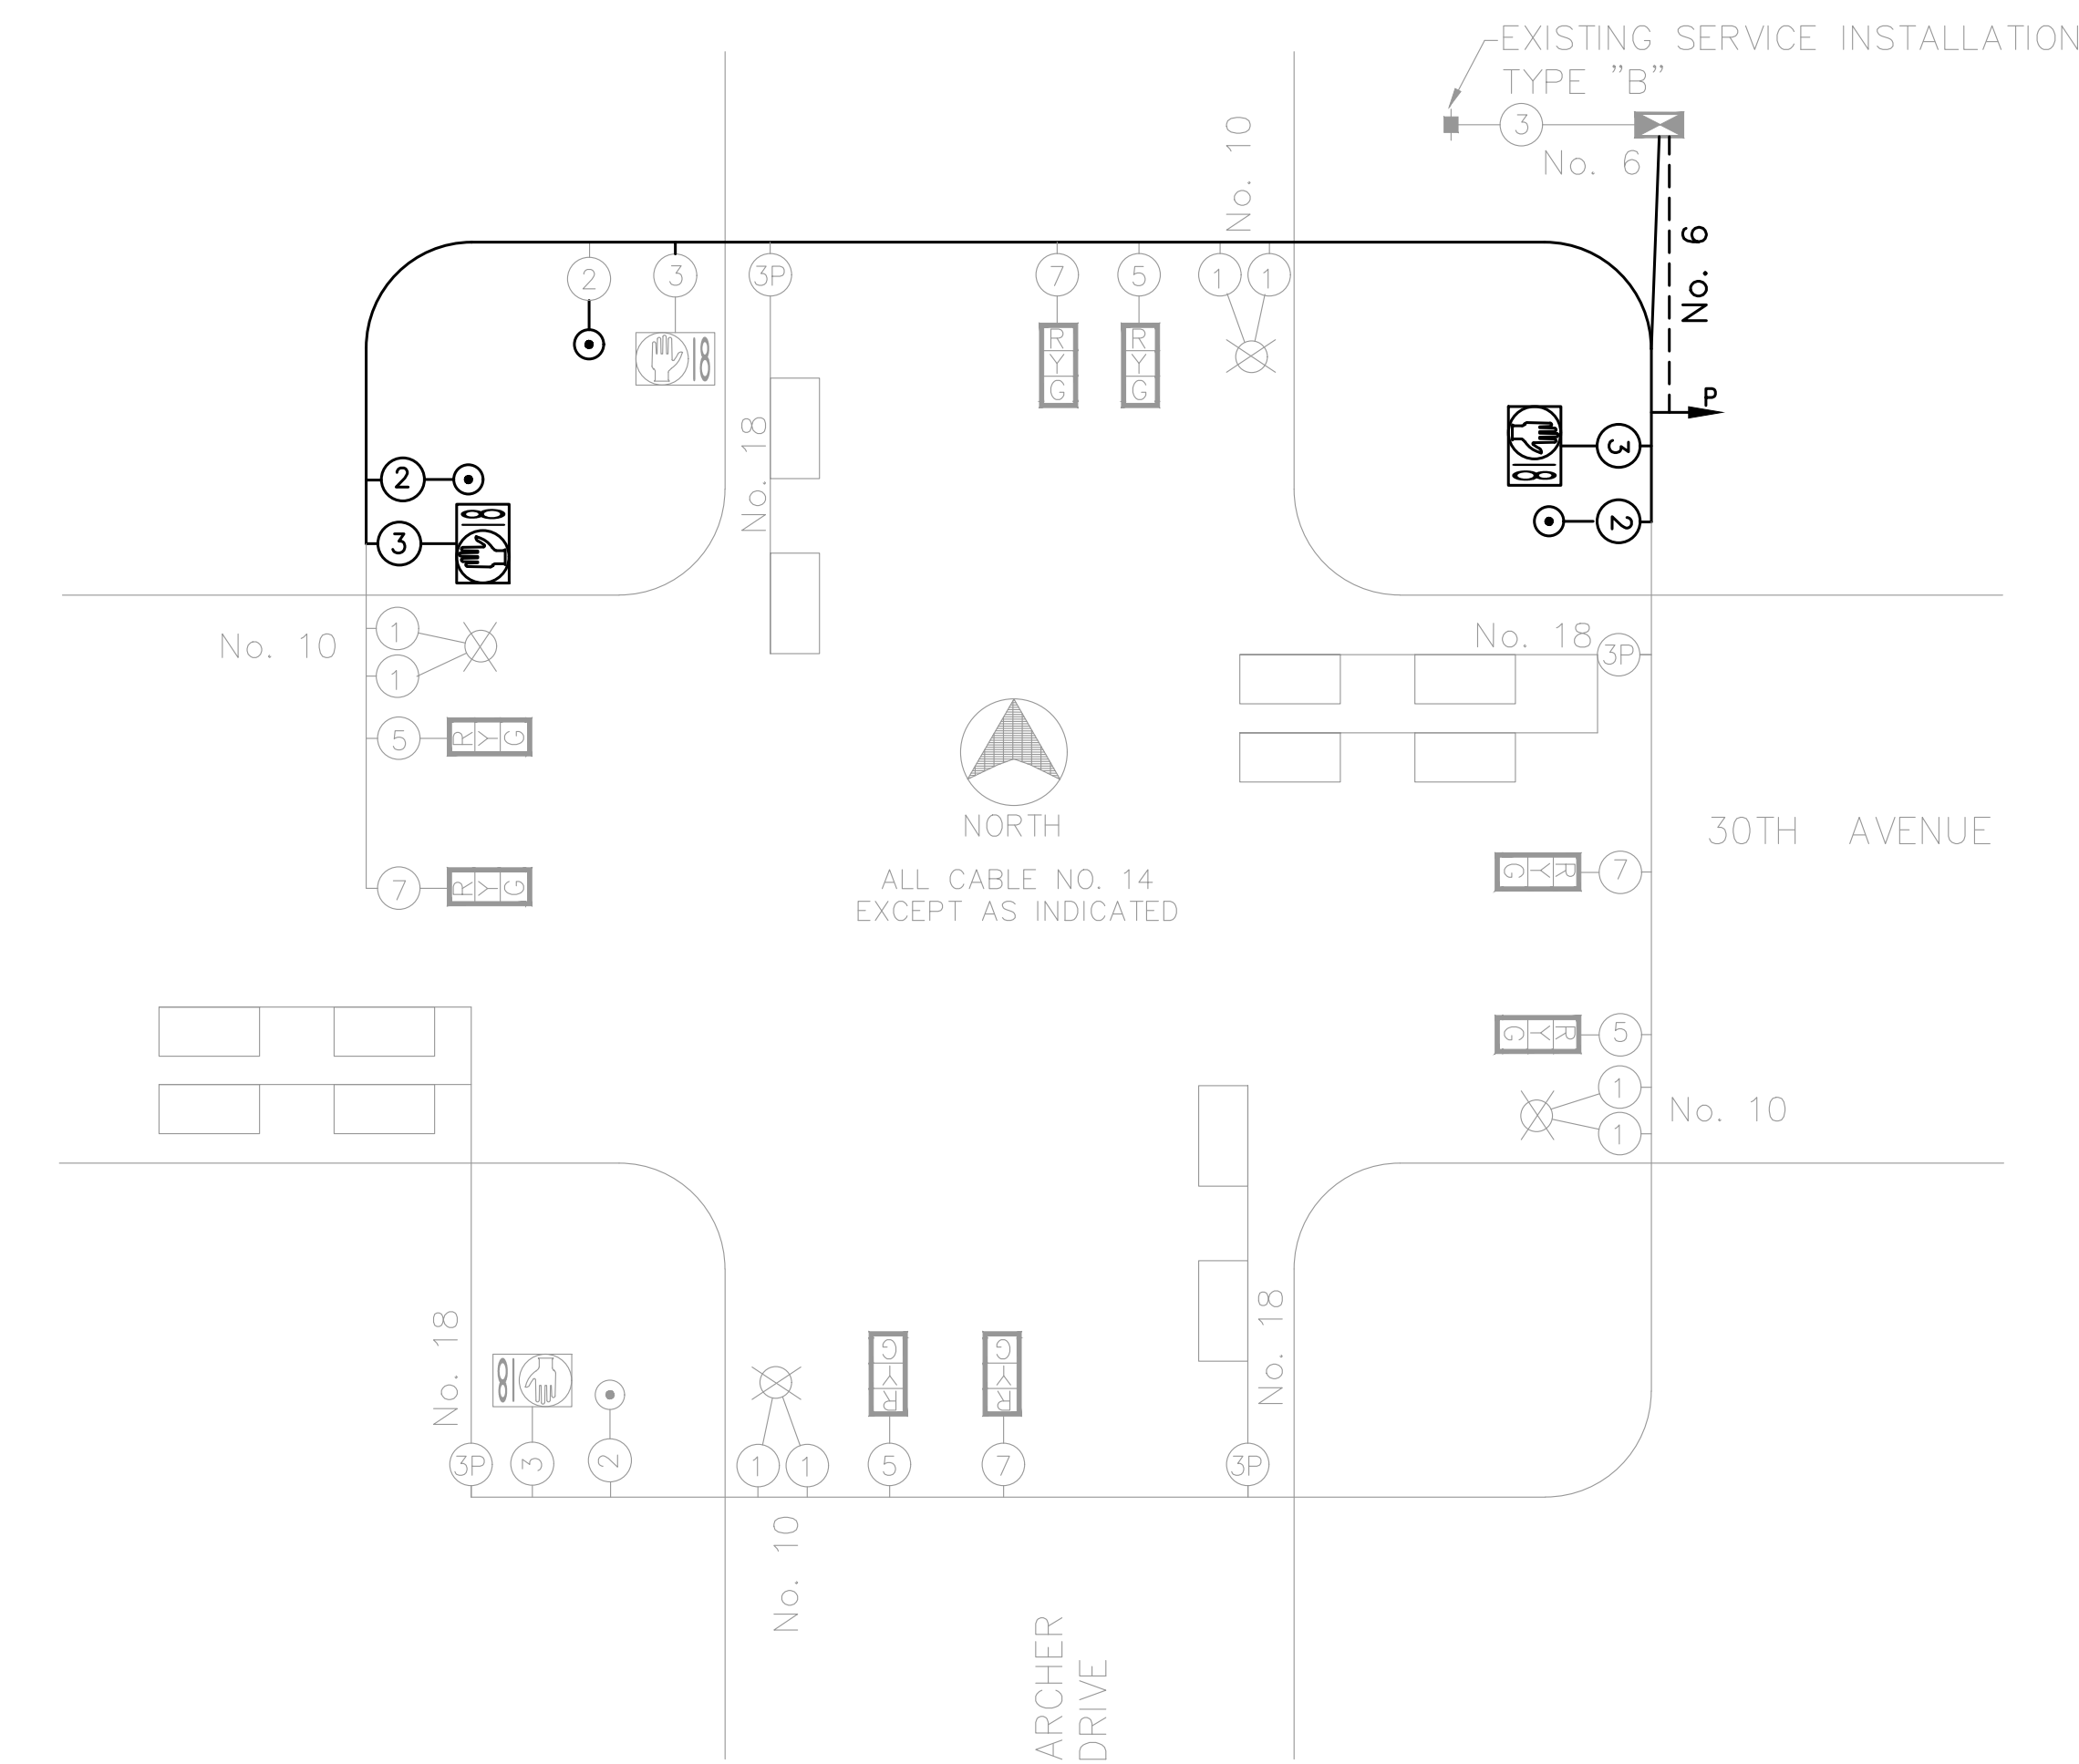 EXISTING SERVICE INSTALLATION
TYPE "B"
3
No. 6
No. 10
No. 6
2
3
3P
7
5
1
1
R
Y
G
R
Y
G
P
No. 18
3
2
2
3
No. 10
1
1
5
R Y G
7
R Y G
No. 18
3P
NORTH
30TH AVENUE
ALL CABLE NO. 14
EXCEPT AS INDICATED
R Y G
7
R Y G
5
1
1
No. 10
No. 18
No. 18
R
Y
G
R
Y
G
3P
3
2
1
1
5
7
3P
No. 10
ARCHER
DRIVE